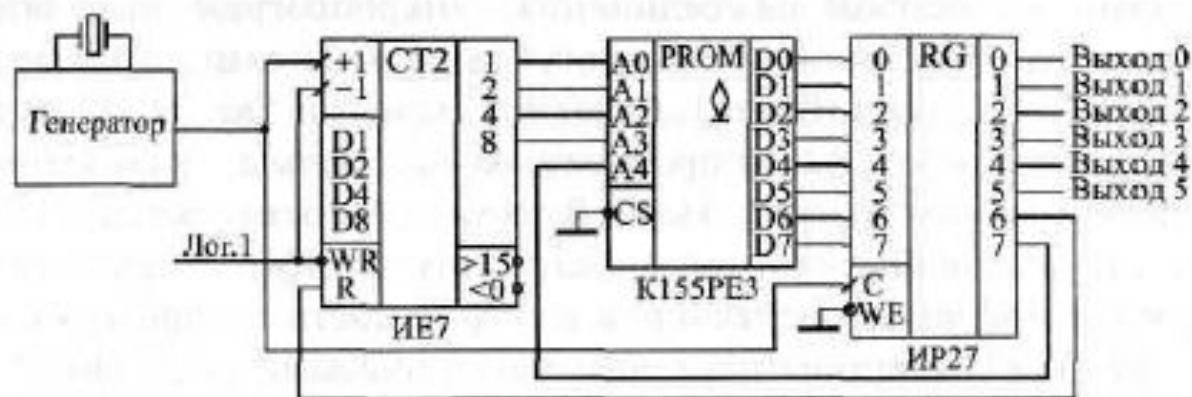 +1 CT2 1 A0 PROM D0 0 RG 0 Выход 0
−1 2 A1 D1 1 1 Выход 1
4 A2 D2 2 2 Выход 2
Генератор D1 8 A3 D3 3 3 Выход 3
D2 A4 D4 4 4 Выход 4
D4 D5 5 5 Выход 5
D8 CS D6 6 6
D7 7 7
Лог.1 WR >15
R <0 К155РЕ3 C
WE
ИЕ7 ИР27